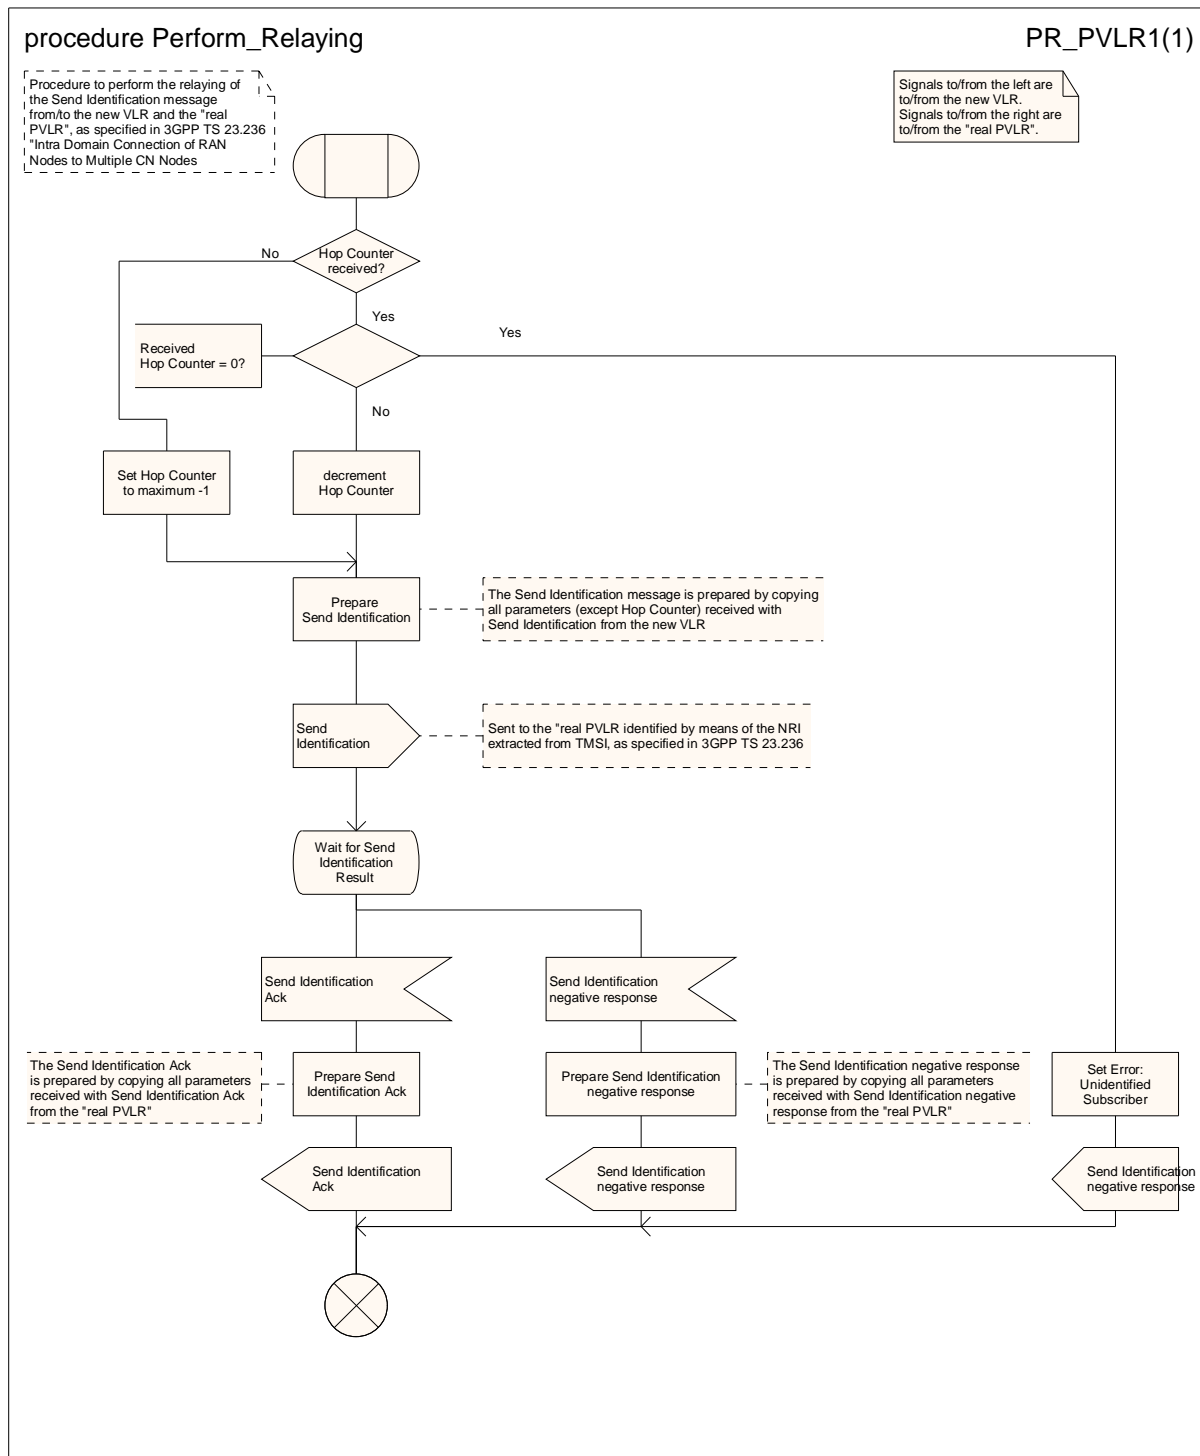 procedure Perform_Relaying
PR_PVLR1(1)
Procedure to perform the relaying of
the Send Identification message
from/to the new VLR and the "real
PVLR", as specified in 3GPP TS 23.236
"Intra Domain Connection of RAN
Nodes to Multiple CN Nodes
Signals to/from the left are
to/from the new VLR.
Signals to/from the right are
to/from the "real PVLR".
No
Hop Counter
received?
Yes
Yes
Received
Hop Counter = 0?
No
Set Hop Counter
to maximum -1
decrement
Hop Counter
Prepare
Send Identification
The Send Identification message is prepared by copying
all parameters (except Hop Counter) received with
Send Identification from the new VLR
Send
Identification
Sent to the "real PVLR identified by means of the NRI
extracted from TMSI, as specified in 3GPP TS 23.236
Wait for Send
Identification
Result
Send Identification
Ack
Send Identification
negative response
The Send Identification Ack
is prepared by copying all parameters
received with Send Identification Ack
from the "real PVLR"
Prepare Send
Identification Ack
Prepare Send Identification
negative response
The Send Identification negative response
is prepared by copying all parameters
received with Send Identification negative
response from the "real PVLR"
Set Error:
Unidentified
Subscriber
Send Identification
Ack
Send Identification
negative response
Send Identification
negative response